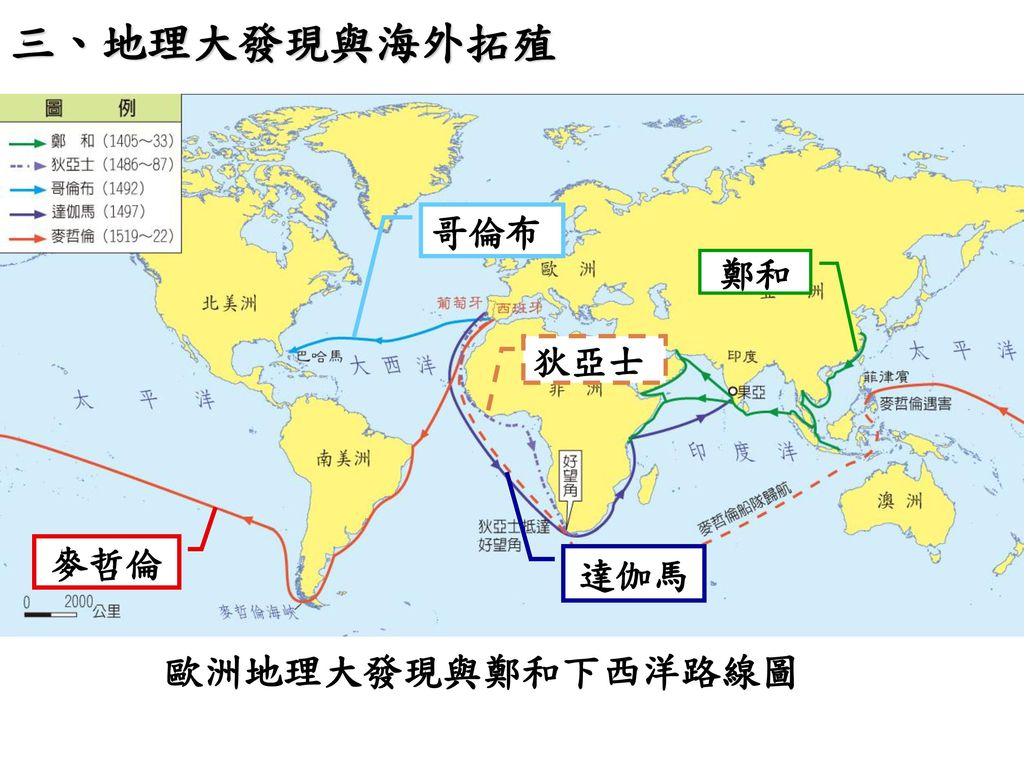 三、地理大發現與海外拓殖
圖 例
鄭 和（1405～33）
狄亞士（1486～87）
哥倫布（1492）
達伽馬（1497）
麥哲倫（1519～22）
哥倫布
歐 洲
鄭和
洲
北美洲
葡萄牙
西班牙
狄亞士
巴哈馬
大 西 洋
印度
太 平 洋
非 洲
果亞
菲律賓
麥哲倫遇害
太 平 洋
南美洲
好望角
印 度 洋
澳 洲
麥哲倫船隊歸航
狄亞士抵達
好望角
麥哲倫
達伽馬
0 2000
公里
麥哲倫海峽
歐洲地理大發現與鄭和下西洋路線圖